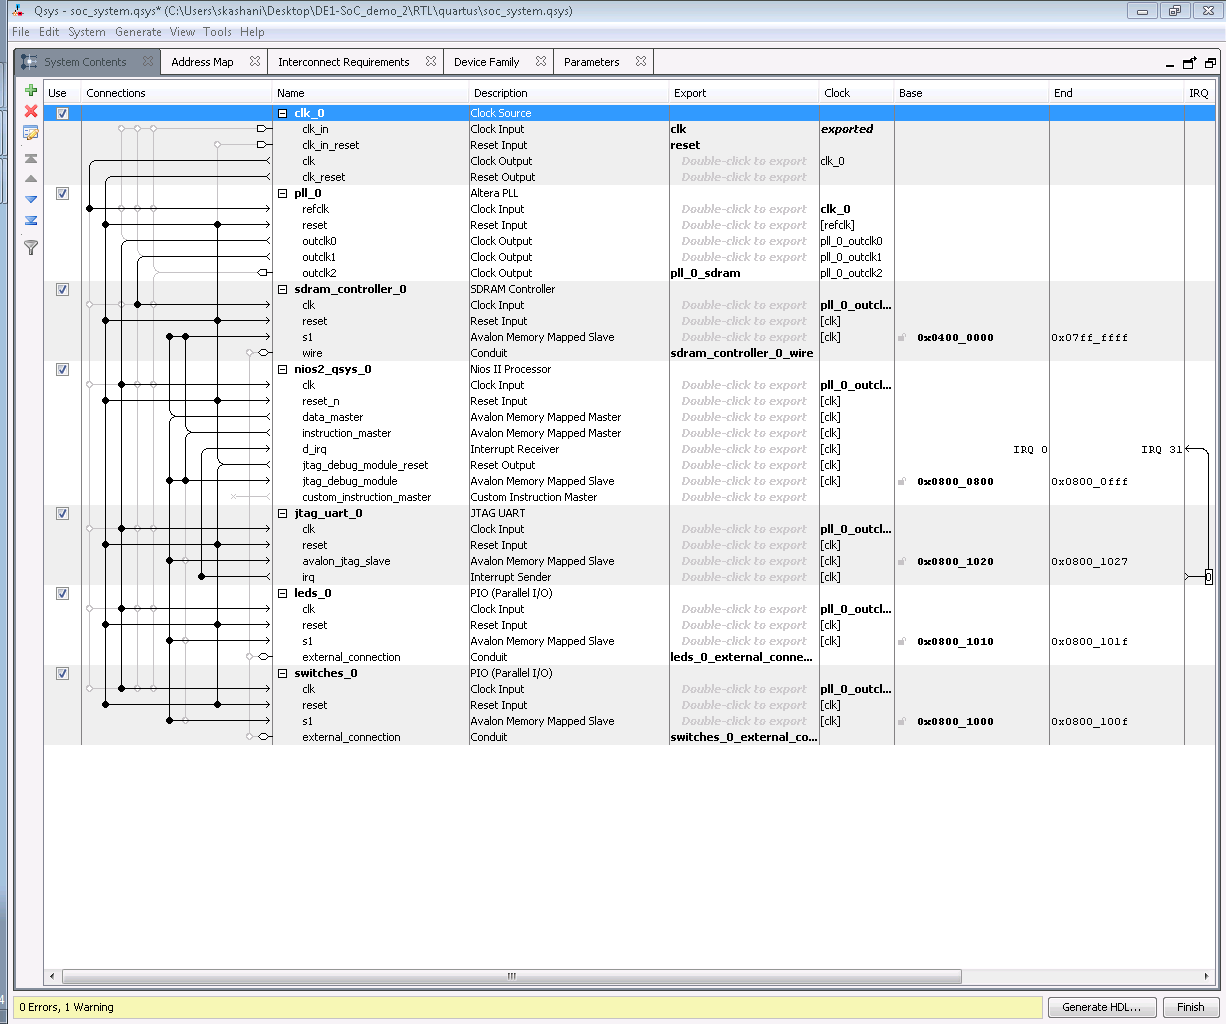 Qsys - soc_system.qsys* (C:\Users\skashani\Desktop\DE1-SoC_demo_2\RTL\quartus\soc_system.qsys)
File Edit System Generate View Tools Help
System Contents Address Map Interconnect Requirements Device Family Parameters
Use Connections Name Description Export Clock Base End IRQ
clk_0 Clock Source
clk_in Clock Input clk exported
clk_in_reset Reset Input reset
clk Clock Output Double-click to export clk_0
clk_reset Reset Output Double-click to export
pll_0 Altera PLL
refclk Clock Input Double-click to export clk_0
reset Reset Input Double-click to export [refclk]
outclk0 Clock Output Double-click to export pll_0_outclk0
outclk1 Clock Output Double-click to export pll_0_outclk1
outclk2 Clock Output pll_0_sdram pll_0_outclk2
sdram_controller_0 SDRAM Controller
clk Clock Input Double-click to export pll_0_outcl...
reset Reset Input Double-click to export [clk]
s1 Avalon Memory Mapped Slave Double-click to export [clk] 0x0400_0000 0x07ff_ffff
wire Conduit sdram_controller_0_wire
nios2_qsys_0 Nios II Processor
clk Clock Input Double-click to export pll_0_outcl...
reset_n Reset Input Double-click to export [clk]
data_master Avalon Memory Mapped Master Double-click to export [clk]
instruction_master Avalon Memory Mapped Master Double-click to export [clk]
d_irq Interrupt Receiver Double-click to export [clk] IRQ 0 IRQ 31
jtag_debug_module_reset Reset Output Double-click to export [clk]
jtag_debug_module Avalon Memory Mapped Slave Double-click to export [clk] 0x0800_0800 0x0800_0fff
custom_instruction_master Custom Instruction Master Double-click to export
jtag_uart_0 JTAG UART
clk Clock Input Double-click to export pll_0_outcl...
reset Reset Input Double-click to export [clk]
avalon_jtag_slave Avalon Memory Mapped Slave Double-click to export [clk] 0x0800_1020 0x0800_1027
irq Interrupt Sender Double-click to export [clk] 0
leds_0 PIO (Parallel I/O)
clk Clock Input Double-click to export pll_0_outcl...
reset Reset Input Double-click to export [clk]
s1 Avalon Memory Mapped Slave Double-click to export [clk] 0x0800_1010 0x0800_101f
external_connection Conduit leds_0_external_conne...
switches_0 PIO (Parallel I/O)
clk Clock Input Double-click to export pll_0_outcl...
reset Reset Input Double-click to export [clk]
s1 Avalon Memory Mapped Slave Double-click to export [clk] 0x0800_1000 0x0800_100f
external_connection Conduit switches_0_external_co...
0 Errors, 1 Warning Generate HDL... Finish